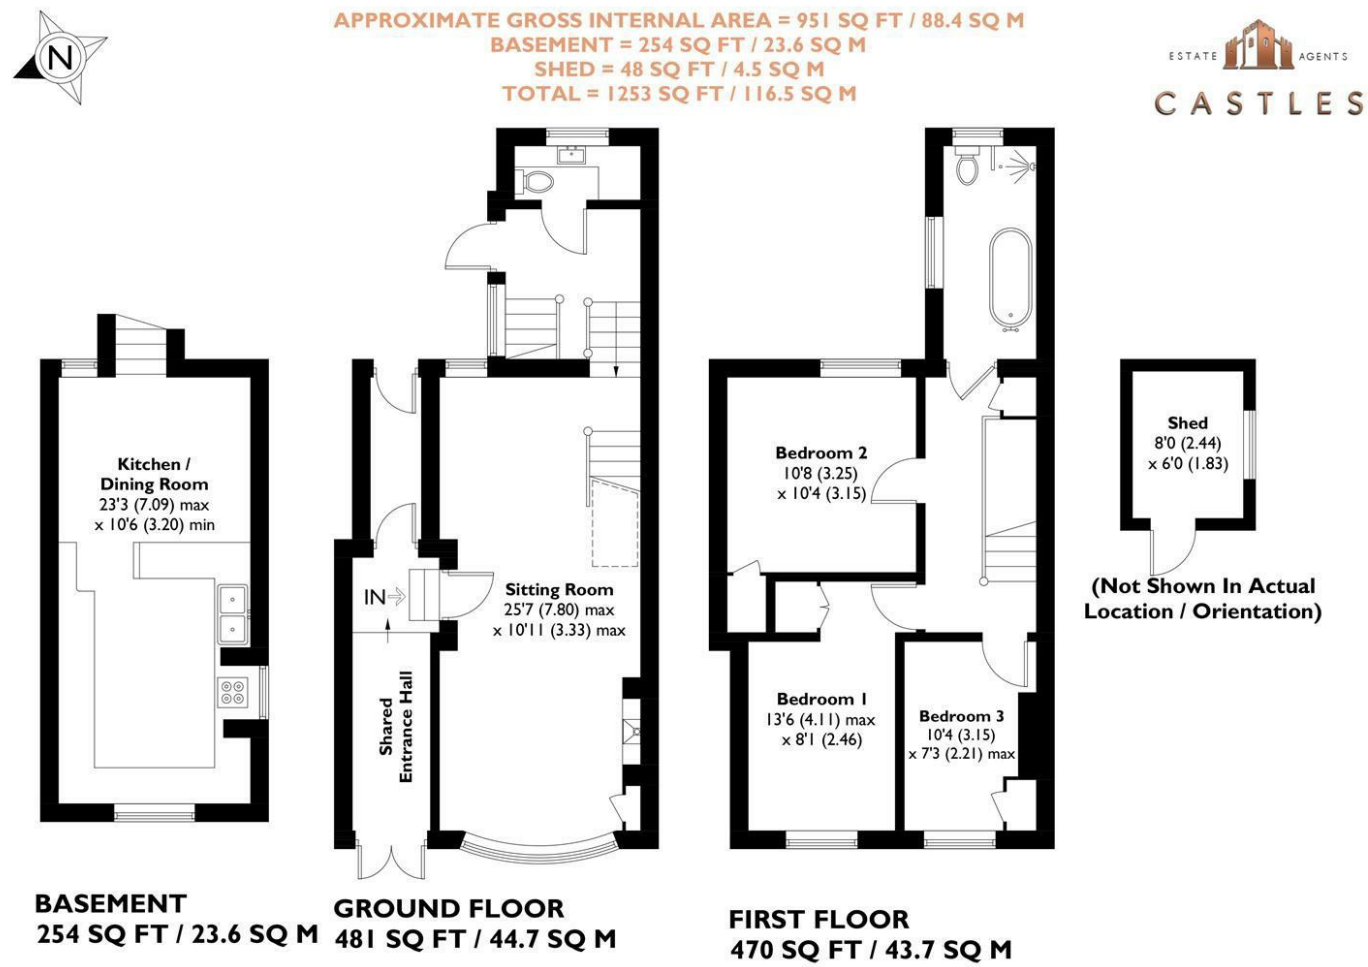 N
APPROXIMATE GROSS INTERNAL AREA = 951 SQ FT / 88.4 SQ M
BASEMENT = 254 SQ FT / 23.6 SQ M
SHED = 48 SQ FT / 4.5 SQ M
TOTAL = 1253 SQ FT / 116.5 SQ M
ESTATE AGENTS
CASTLES
Kitchen /
Dining Room
23'3 (7.09) max
x 10'6 (3.20) min
IN
Shared
Entrance Hall
Sitting Room
25'7 (7.80) max
x 10'11 (3.33) max
Bedroom 2
10'8 (3.25)
x 10'4 (3.15)
Bedroom 1
13'6 (4.11) max
x 8'1 (2.46)
Bedroom 3
10'4 (3.15)
x 7'3 (2.21) max
Shed
8'0 (2.44)
x 6'0 (1.83)
(Not Shown In Actual
Location / Orientation)
BASEMENT
254 SQ FT / 23.6 SQ M
GROUND FLOOR
481 SQ FT / 44.7 SQ M
FIRST FLOOR
470 SQ FT / 43.7 SQ M